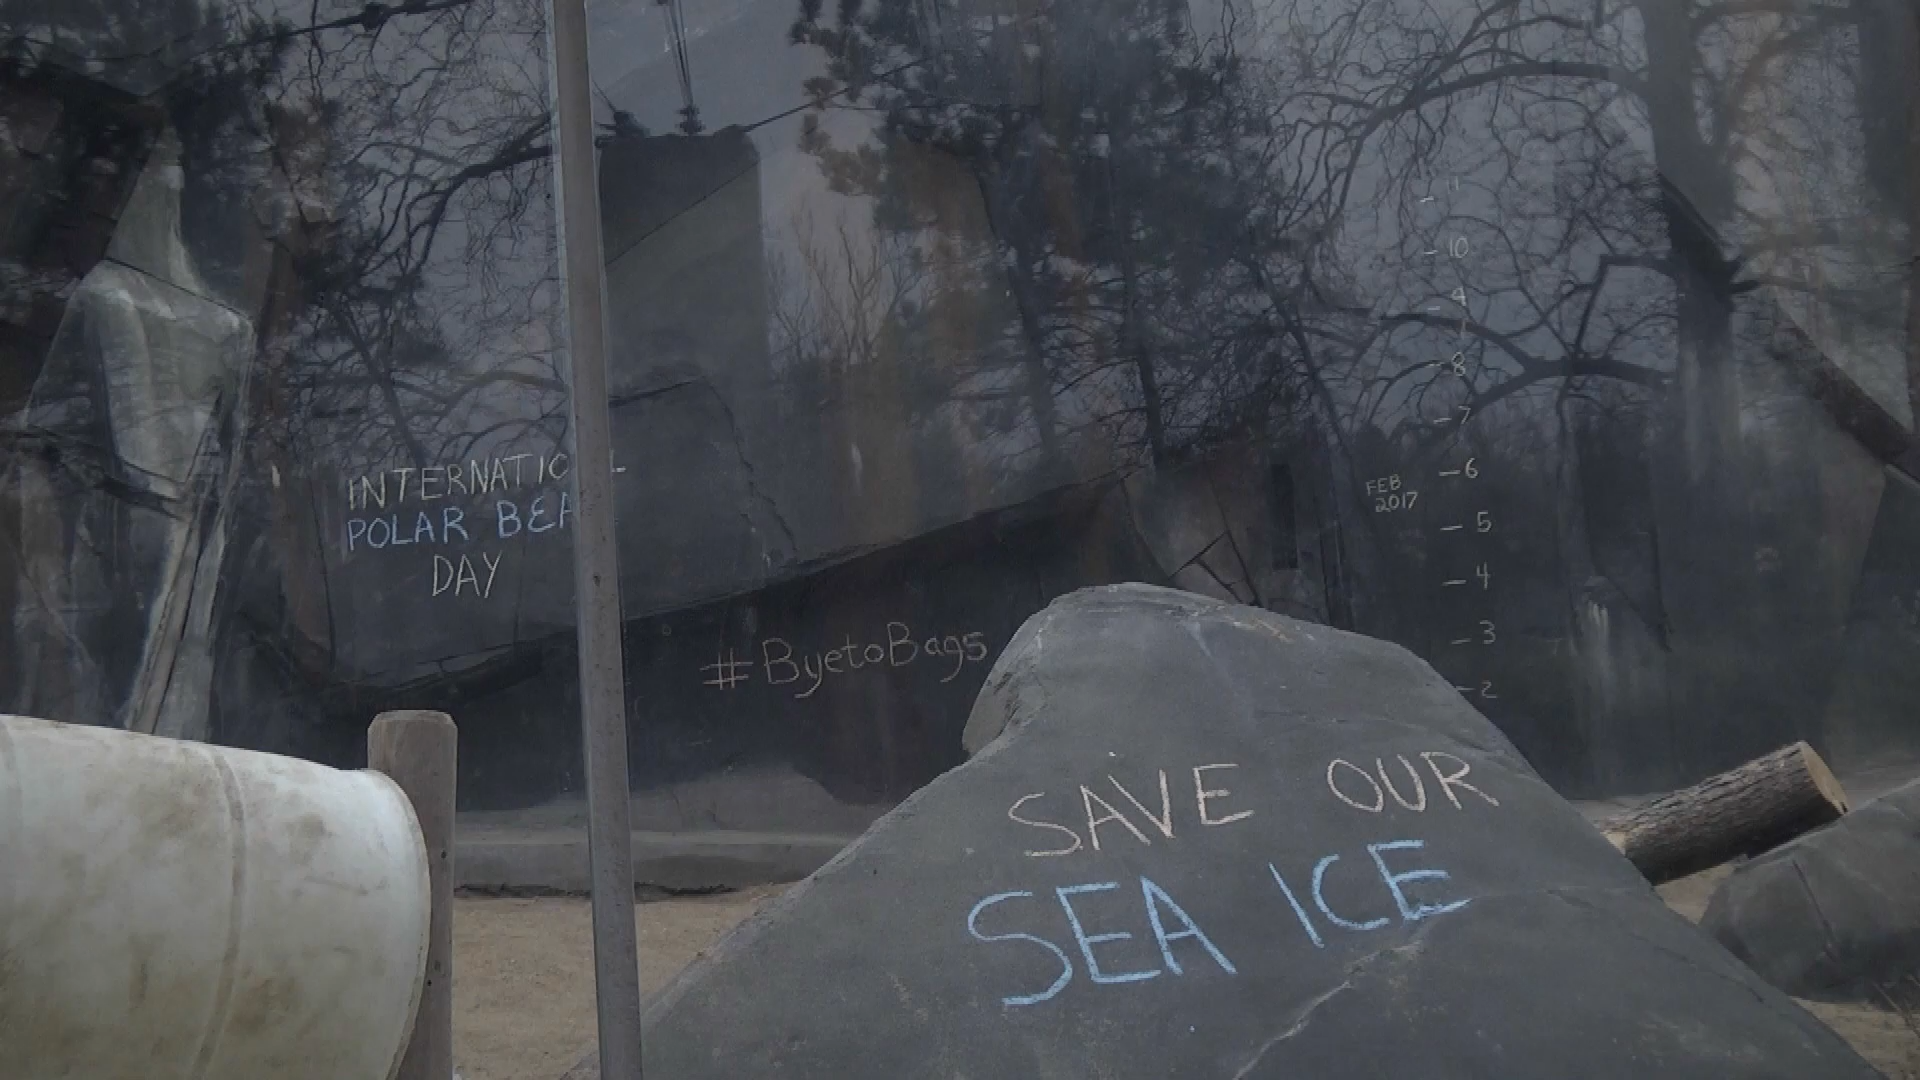 INTERNATIO L
POLAR BEA
DAY
#ByetoBags
11
10
9
8
7
6
FEB
2017
5
4
3
2
SAVE OUR
SEA ICE